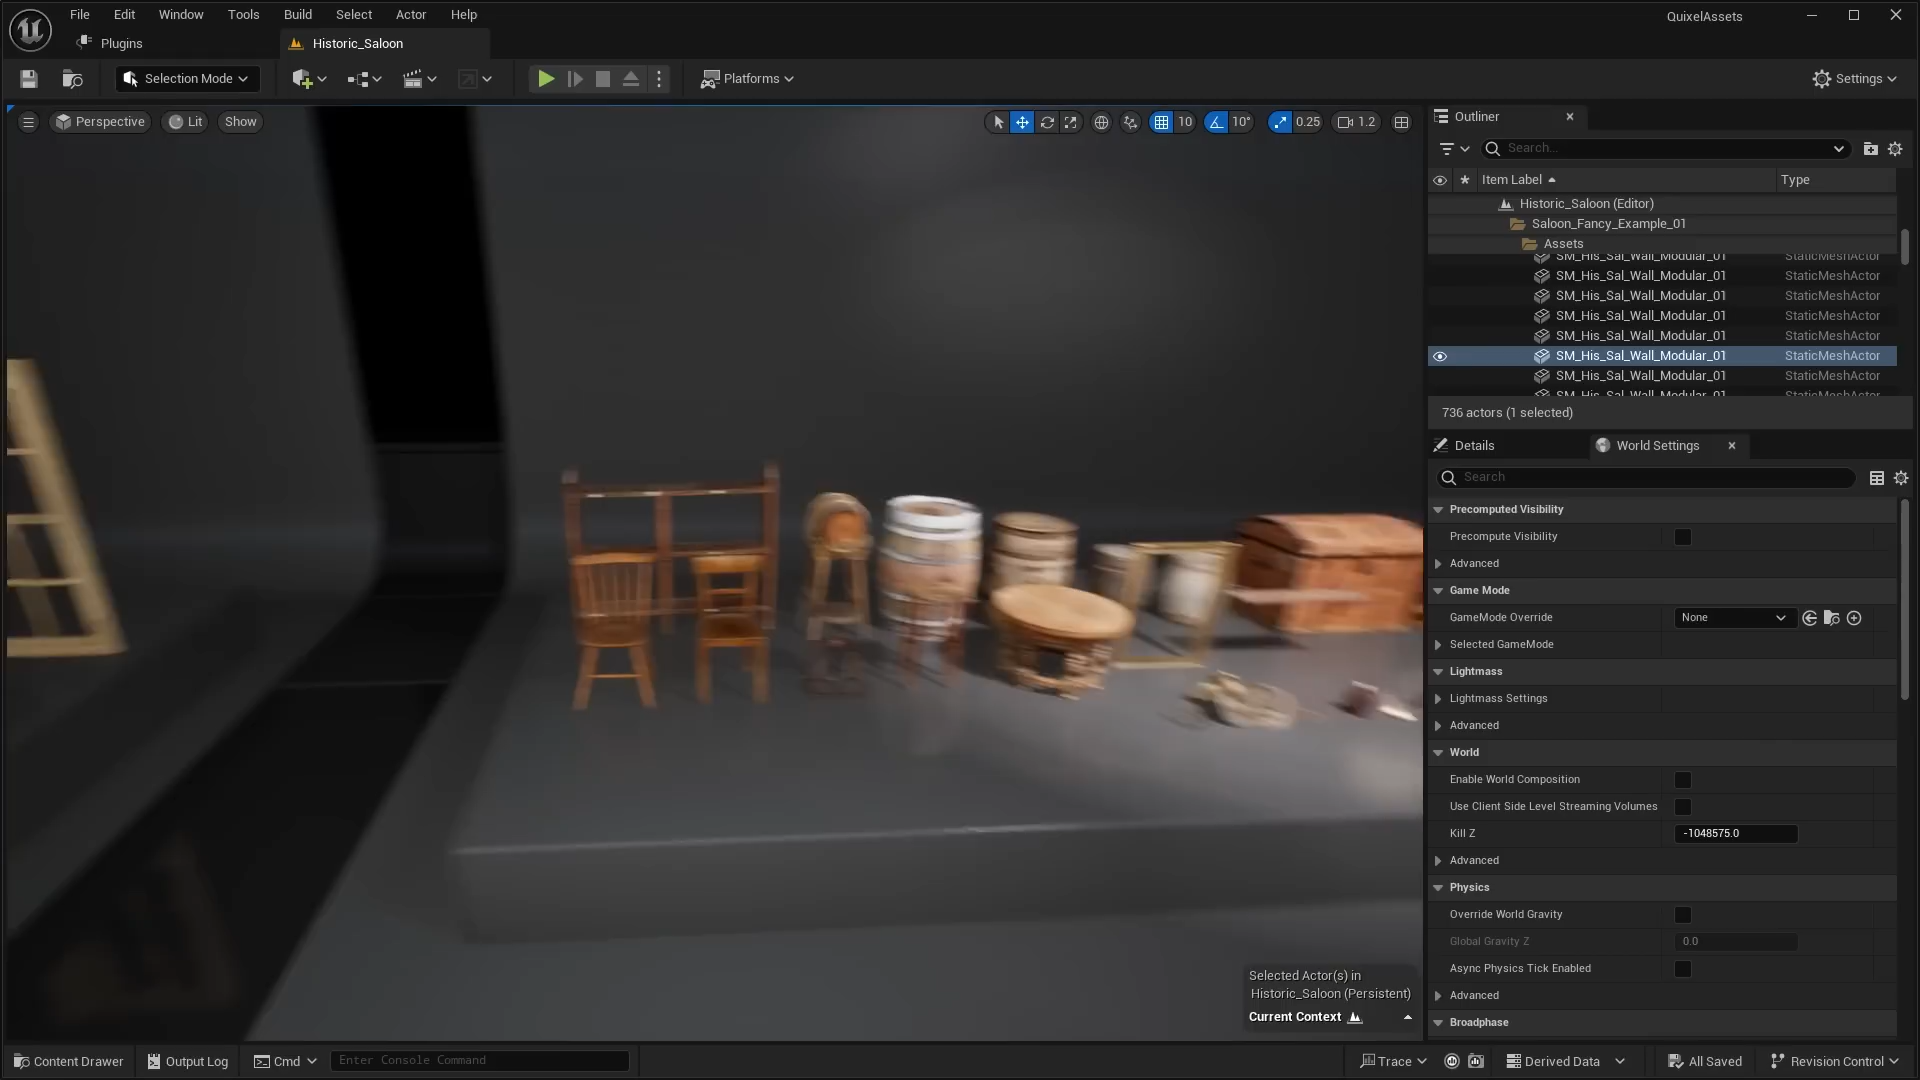 File Edit Window Tools Build Select Actor Help
QuixelAssets
Plugins
Historic_Saloon
Selection Mode
Platforms
Settings
Perspective Lit Show
10 10° 0.25 1.2
Outliner
Search...
Item Label Type
Historic_Saloon (Editor)
Saloon_Fancy_Example_01
Assets
SM_His_Sal_Wall_Modular_01 StaticMeshActor
SM_His_Sal_Wall_Modular_01 StaticMeshActor
SM_His_Sal_Wall_Modular_01 StaticMeshActor
SM_His_Sal_Wall_Modular_01 StaticMeshActor
SM_His_Sal_Wall_Modular_01 StaticMeshActor
SM_His_Sal_Wall_Modular_01 StaticMeshActor
SM_His_Sal_Wall_Modular_01 StaticMeshActor
SM_His_Sal_Wall_Modular_01 StaticMeshActor
736 actors (1 selected)
Details
World Settings
Search
Precomputed Visibility
Precompute Visibility
Advanced
Game Mode
GameMode Override None
Selected GameMode
Lightmass
Lightmass Settings
Advanced
World
Enable World Composition
Use Client Side Level Streaming Volumes
Kill Z -1048575.0
Advanced
Physics
Override World Gravity
Global Gravity Z 0.0
Async Physics Tick Enabled
Advanced
Broadphase
Selected Actor(s) in
Historic_Saloon (Persistent)
Current Context
Content Drawer Output Log Cmd Enter Console Command
Trace Derived Data All Saved Revision Control